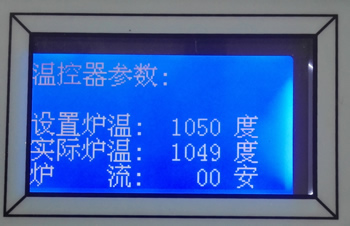 温控器参数:
设置炉温: 1050 度
实际炉温: 1049 度
炉 流: 00 安